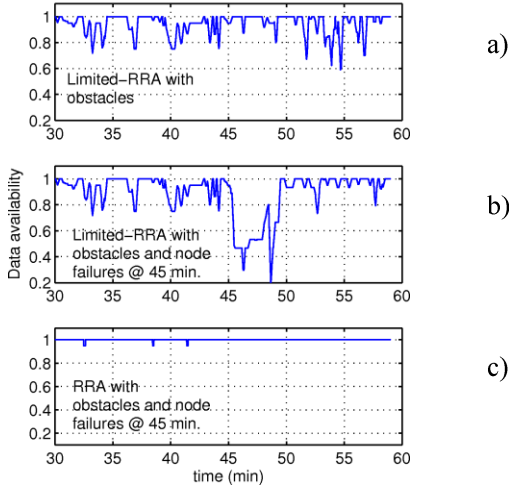 1
0.8
a)
0.6
Limited-RRA with
0.4
obstacles
0.2
30 35 40 45 50 55 60
1
0.8
b)
Data availability
0.6
Limited-RRA with
0.4
obstacles and node
0.2
failures @ 45 min.
30 35 40 45 50 55 60
1
0.8
c)
0.6
RRA with
0.4
obstacles and node
0.2
failures @ 45 min.
30 35 40 45 50 55 60
time (min)